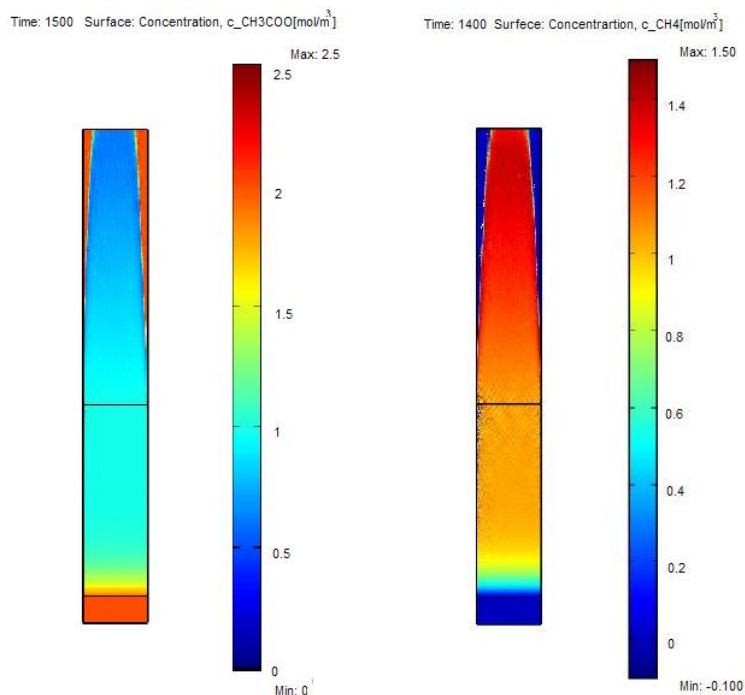 Time: 1500 Surface: Concentration, c_CH3COO[mol/m³]
Max: 2.5
2.5
2
1.5
1
0.5
0
Min: 0
Time: 1400 Surfece: Concentrartion, c_CH4[mol/m³]
Max: 1.50
1.4
1.2
1
0.8
0.6
0.4
0.2
0
Min: -0.100